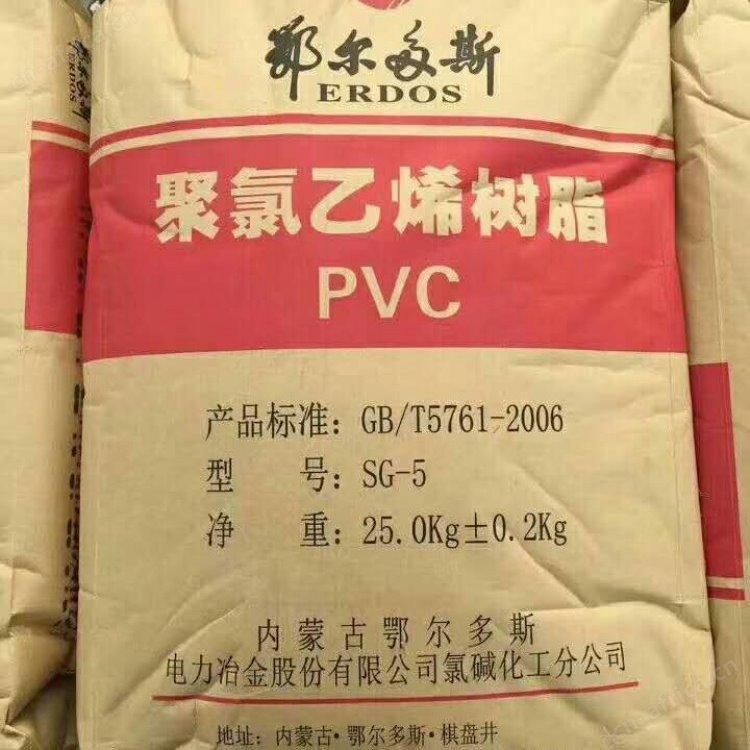 鄂尔多斯
ERDOS
聚氯乙烯树脂
PVC
产品标准：GB/T5761-2006
型 号：SG-5
净 重：25.0Kg±0.2Kg
内蒙古鄂尔多斯
电力冶金股份有限公司氯碱化工分公司
地址：内蒙古·鄂尔多斯·棋盘井